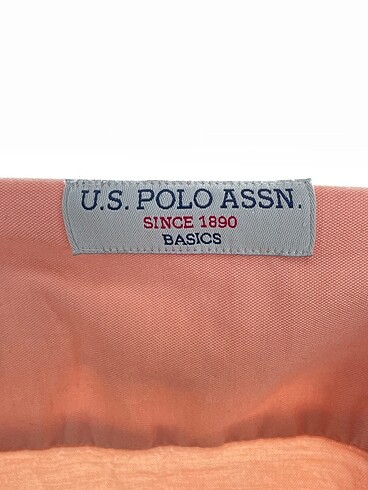 U.S. POLO ASSN.
SINCE 1890
BASICS